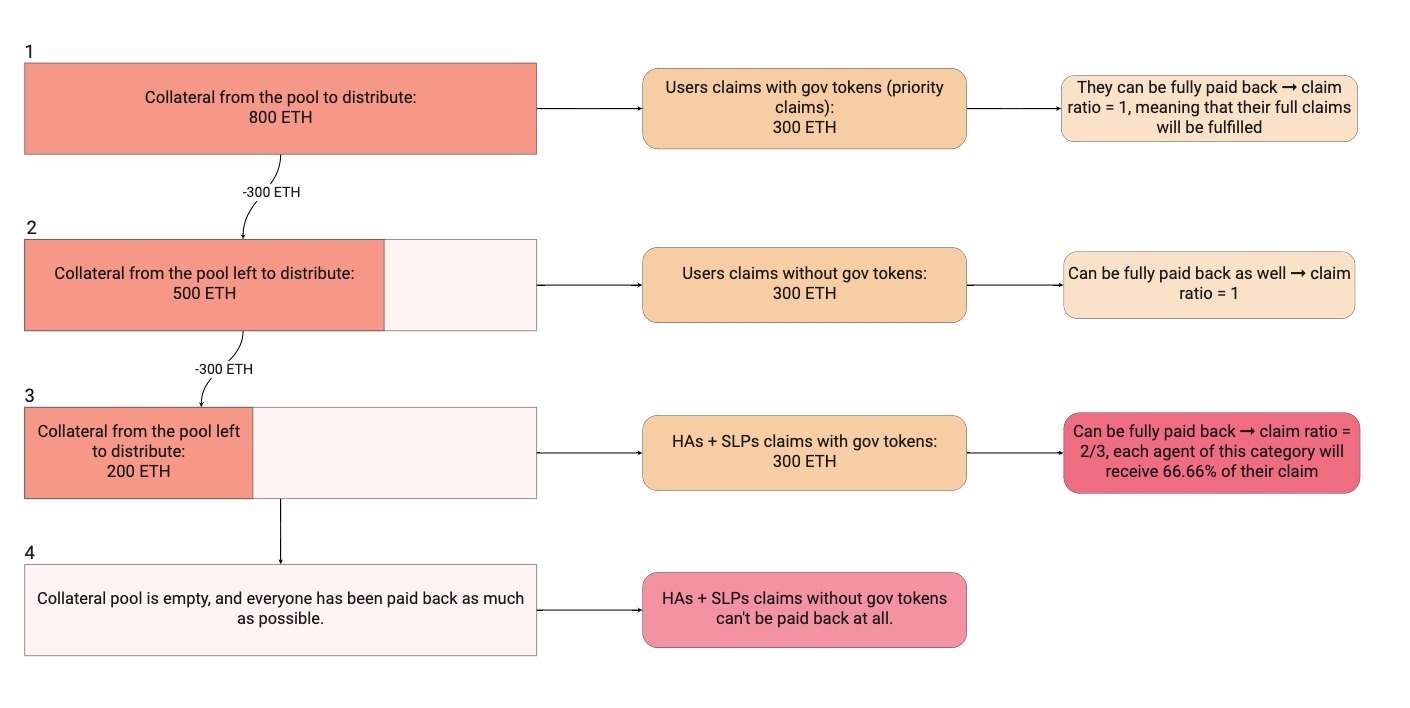 1
Collateral from the pool to distribute:
800 ETH
Users claims with gov tokens (priority
claims):
300 ETH
They can be fully paid back → claim
ratio = 1, meaning that their full claims
will be fulfilled
-300 ETH
2
Collateral from the pool left to distribute:
500 ETH
Users claims without gov tokens:
300 ETH
Can be fully paid back as well → claim
ratio = 1
-300 ETH
3
Collateral from the pool left
to distribute:
200 ETH
HAs + SLPs claims with gov tokens:
300 ETH
Can be fully paid back → claim ratio =
2/3, each agent of this category will
receive 66.66% of their claim
4
Collateral pool is empty, and everyone has been paid back as much
as possible.
HAs + SLPs claims without gov tokens
can't be paid back at all.